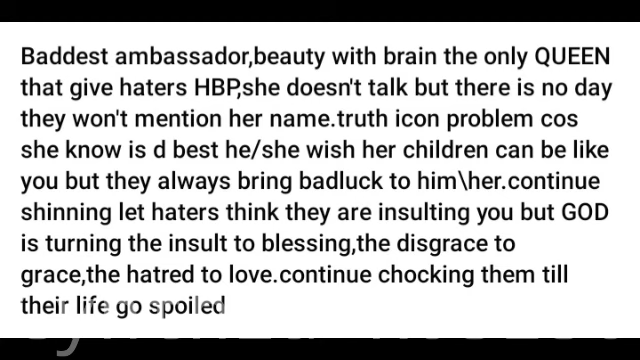 Baddest ambassador,beauty with brain the only QUEEN
that give haters HBP,she doesn't talk but there is no day
they won't mention her name.truth icon problem cos
she know is d best he/she wish her children can be like
you but they always bring badluck to him\her.continue
shinning let haters think they are insulting you but GOD
is turning the insult to blessing,the disgrace to
grace,the hatred to love.continue chocking them till
their life go spoiled